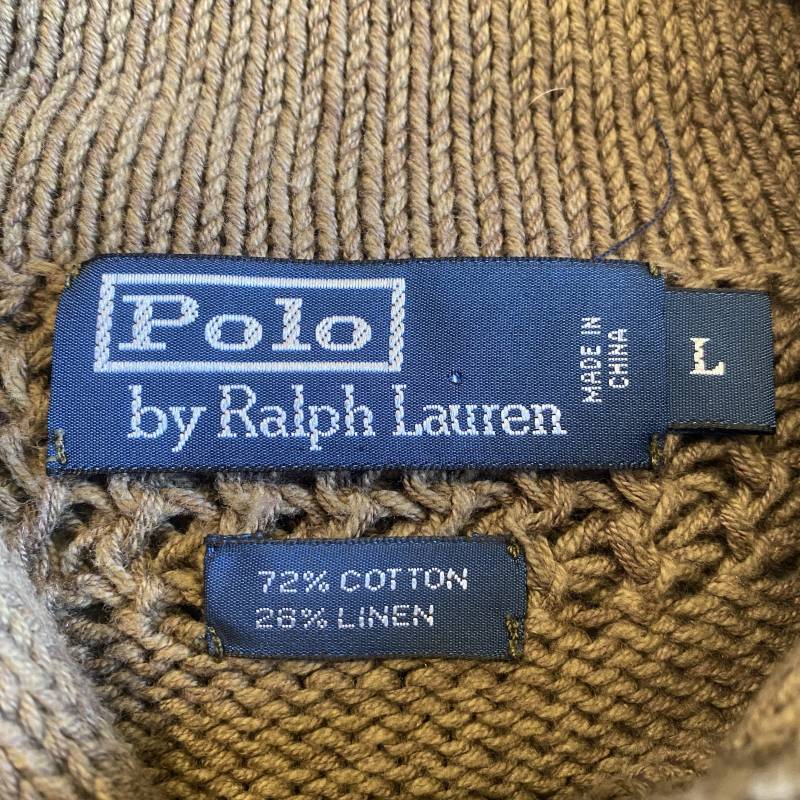 Polo
by Ralph Lauren
MADE IN
CHINA
L
72% COTTON
28% LINEN